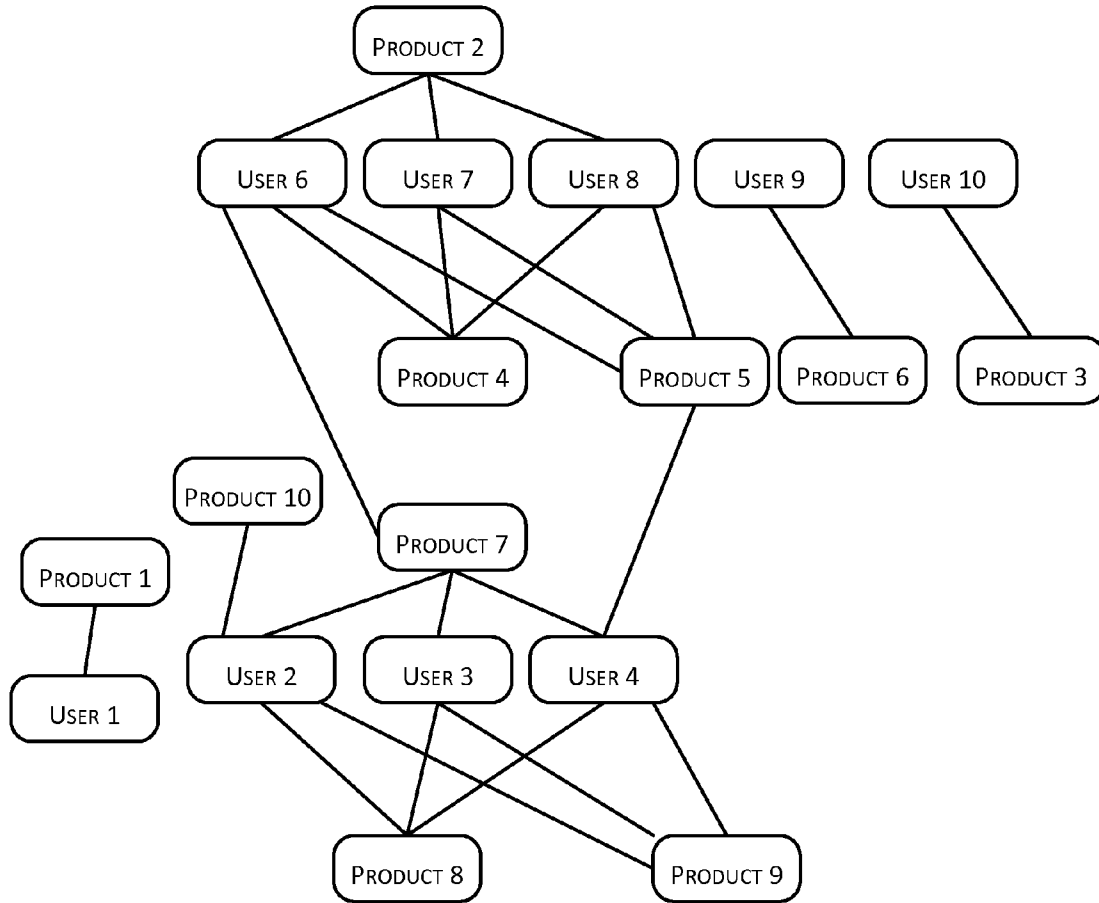 PRODUCT 2
USER 6
USER 7
USER 8
USER 9
USER 10
PRODUCT 4
PRODUCT 5
PRODUCT 6
PRODUCT 3
PRODUCT 10
PRODUCT 7
PRODUCT 1
USER 2
USER 3
USER 4
USER 1
PRODUCT 8
PRODUCT 9